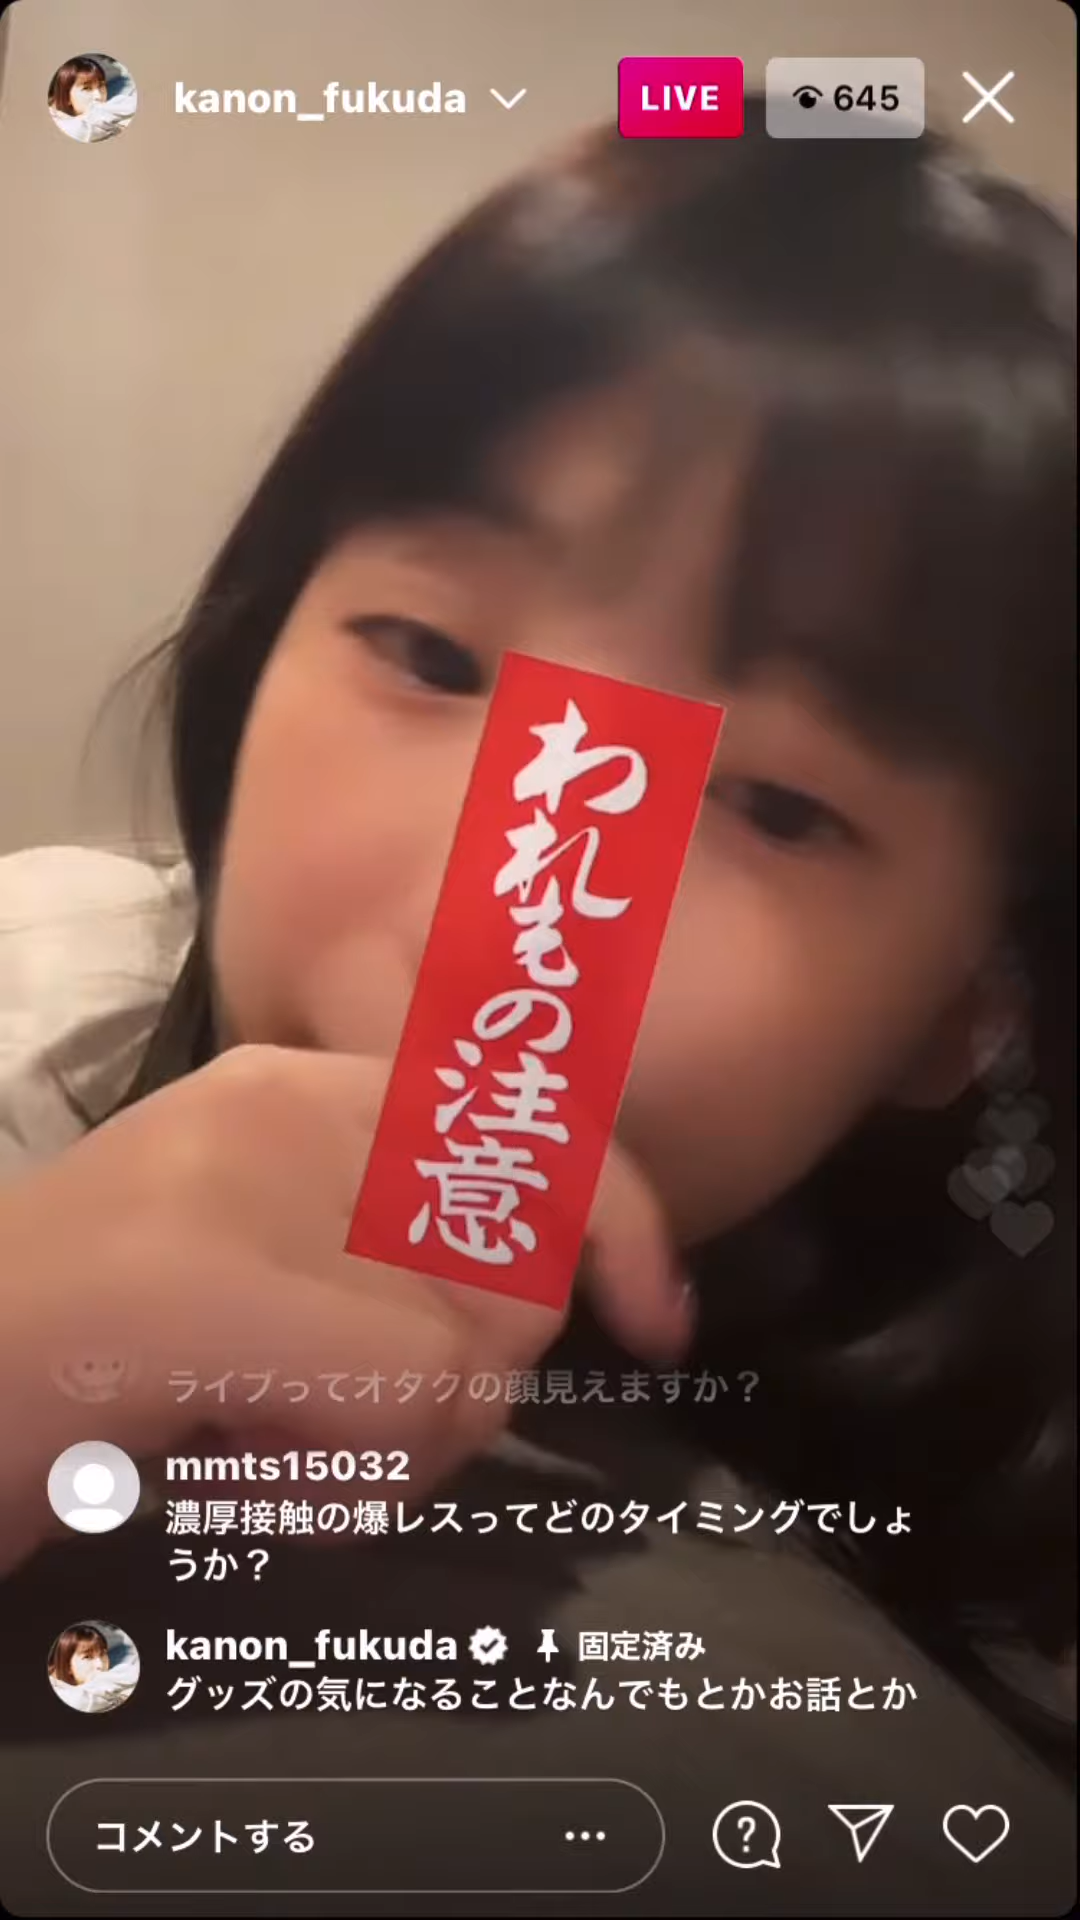 kanon_fukuda
LIVE
645
われもの注意
ライブってオタクの顔見えますか？
mmts15032
濃厚接触の爆レスってどのタイミングでしょ
うか？
kanon_fukuda 固定済み
グッズの気になることなんでもとかお話とか
コメントする